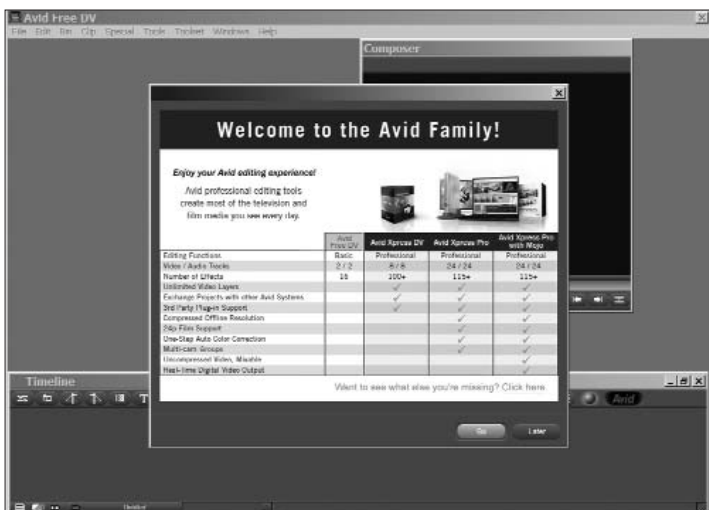 Avid Free DV
File Edit Bin Clip Special Tools Toolset Windows Help
Composer
Welcome to the Avid Family!
Enjoy your Avid editing experience!
Avid professional editing tools
create most of the television and
film media you see every day.
Avid Free DV Avid Xpress DV Avid Xpress Pro Avid Xpress Pro with Mojo
Editing Functions Basic Professional Professional Professional
Video / Audio Tracks 2 / 2 8 / 8 24 / 24 24 / 24
Number of Effects 16 100+ 115+ 115+
Unlimited Video Layers ✓ ✓ ✓
Exchange Projects with other Avid Systems ✓ ✓ ✓
3rd Party Plug-in Support ✓ ✓ ✓
Compressed Offline Resolution ✓ ✓
24p Film Support ✓ ✓
One-Step Auto Color Correction ✓ ✓
Multi-cam Groups ✓ ✓
Uncompressed Video, Mixable ✓
Real-Time Digital Video Output ✓
Want to see what else you're missing? Click here.
Go Later
Timeline
T
Avid
Untitled